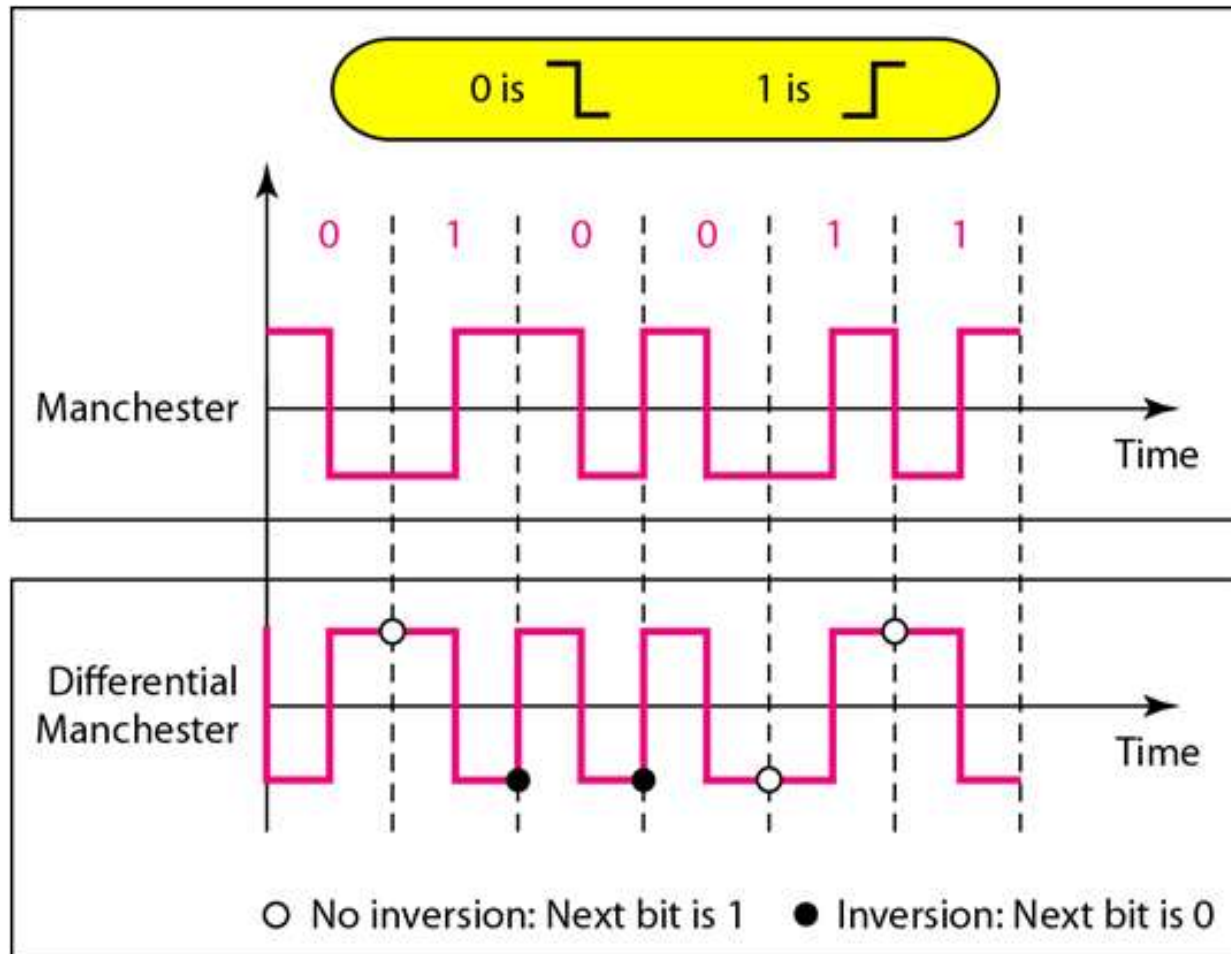 0 is 1 is
0 1 0 0 1 1
Manchester
Time
Differential
Manchester
Time
No inversion: Next bit is 1 Inversion: Next bit is 0